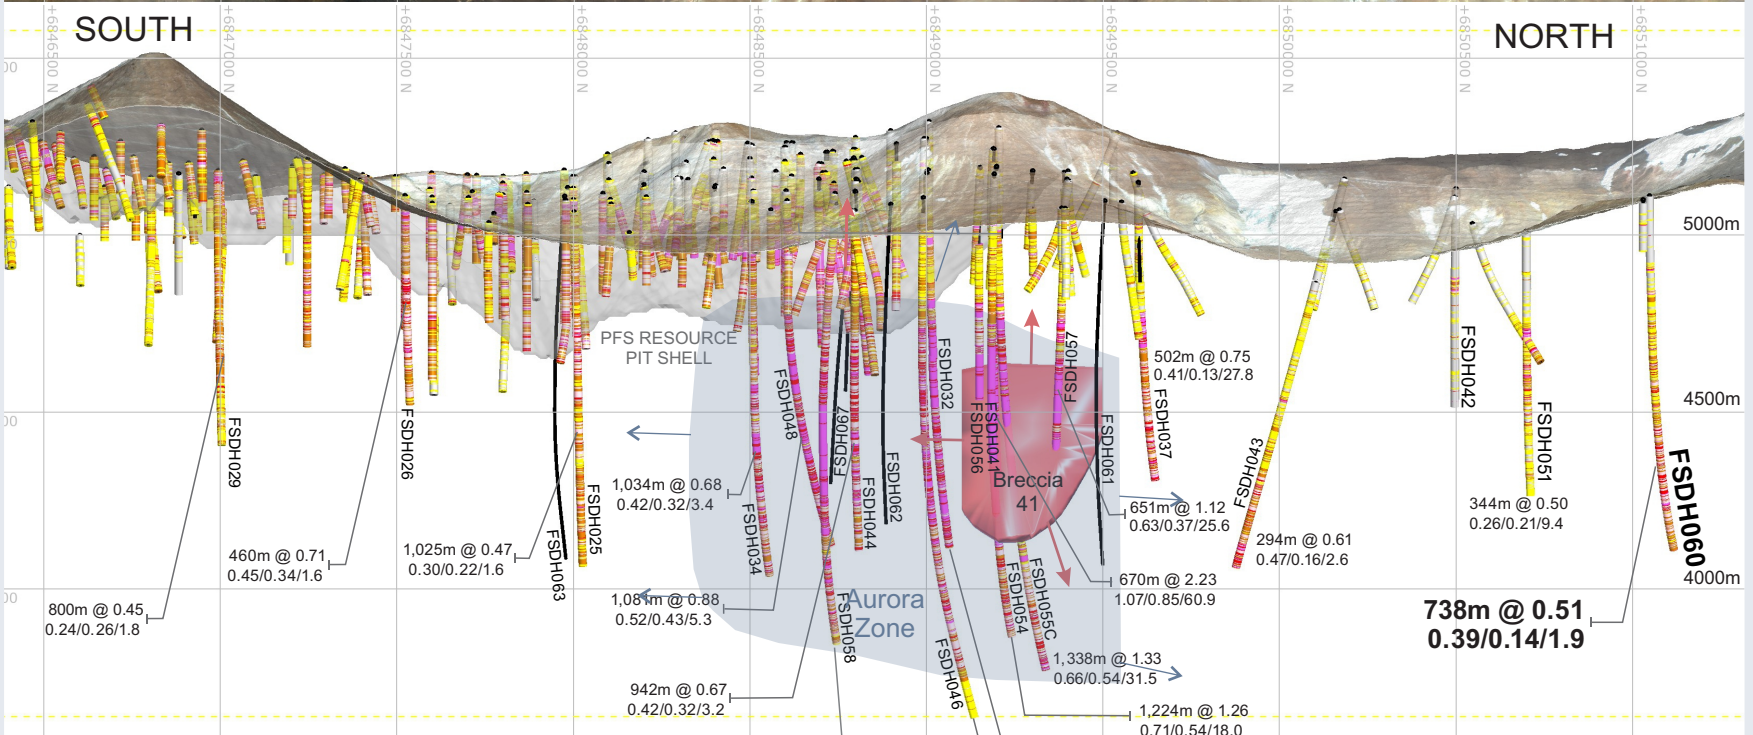 SOUTH
NORTH
+6846500 N
+6847000 N
+6847500 N
+6848000 N
+6848500 N
+6849000 N
+6849500 N
+6850000 N
+6850500 N
+6851000 N
5000m
4500m
4000m
PFS RESOURCE
PIT SHELL
FSDH029
FSDH026
FSDH063
FSDH025
FSDH034
FSDH048
FSDH067
FSDH058
FSDH044
FSDH062
FSDH032
FSDH046
FSDH056
FSDH041
FSDH054
FSDH055C
FSDH057
FSDH061
FSDH037
FSDH043
FSDH042
FSDH051
FSDH060
Breccia
41
Aurora
Zone
800m @ 0.45
0.24/0.26/1.8
460m @ 0.71
0.45/0.34/1.6
1,025m @ 0.47
0.30/0.22/1.6
1,034m @ 0.68
0.42/0.32/3.4
1,081m @ 0.88
0.52/0.43/5.3
942m @ 0.67
0.42/0.32/3.2
502m @ 0.75
0.41/0.13/27.8
651m @ 1.12
0.63/0.37/25.6
670m @ 2.23
1.07/0.85/60.9
1,338m @ 1.33
0.66/0.54/31.5
1,224m @ 1.26
0.71/0.54/18.0
294m @ 0.61
0.47/0.16/2.6
344m @ 0.50
0.26/0.21/9.4
738m @ 0.51
0.39/0.14/1.9